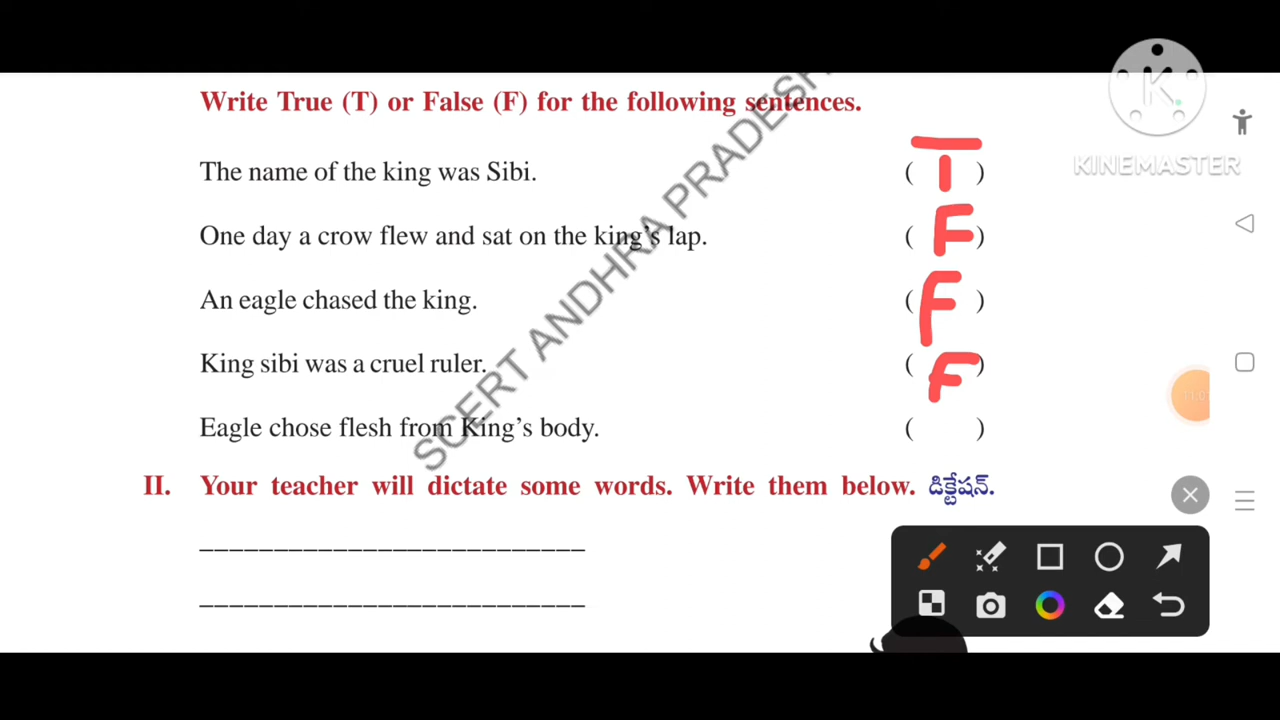 Write True (T) or False (F) for the following sentences.
The name of the king was Sibi. ( T )
One day a crow flew and sat on the king's lap. ( F )
An eagle chased the king. ( F )
King sibi was a cruel ruler. ( F )
Eagle chose flesh from King's body. ( )
II. Your teacher will dictate some words. Write them below. డిక్టేషన్.
SCERT ANDHRA PRADESH
K
KINEMASTER